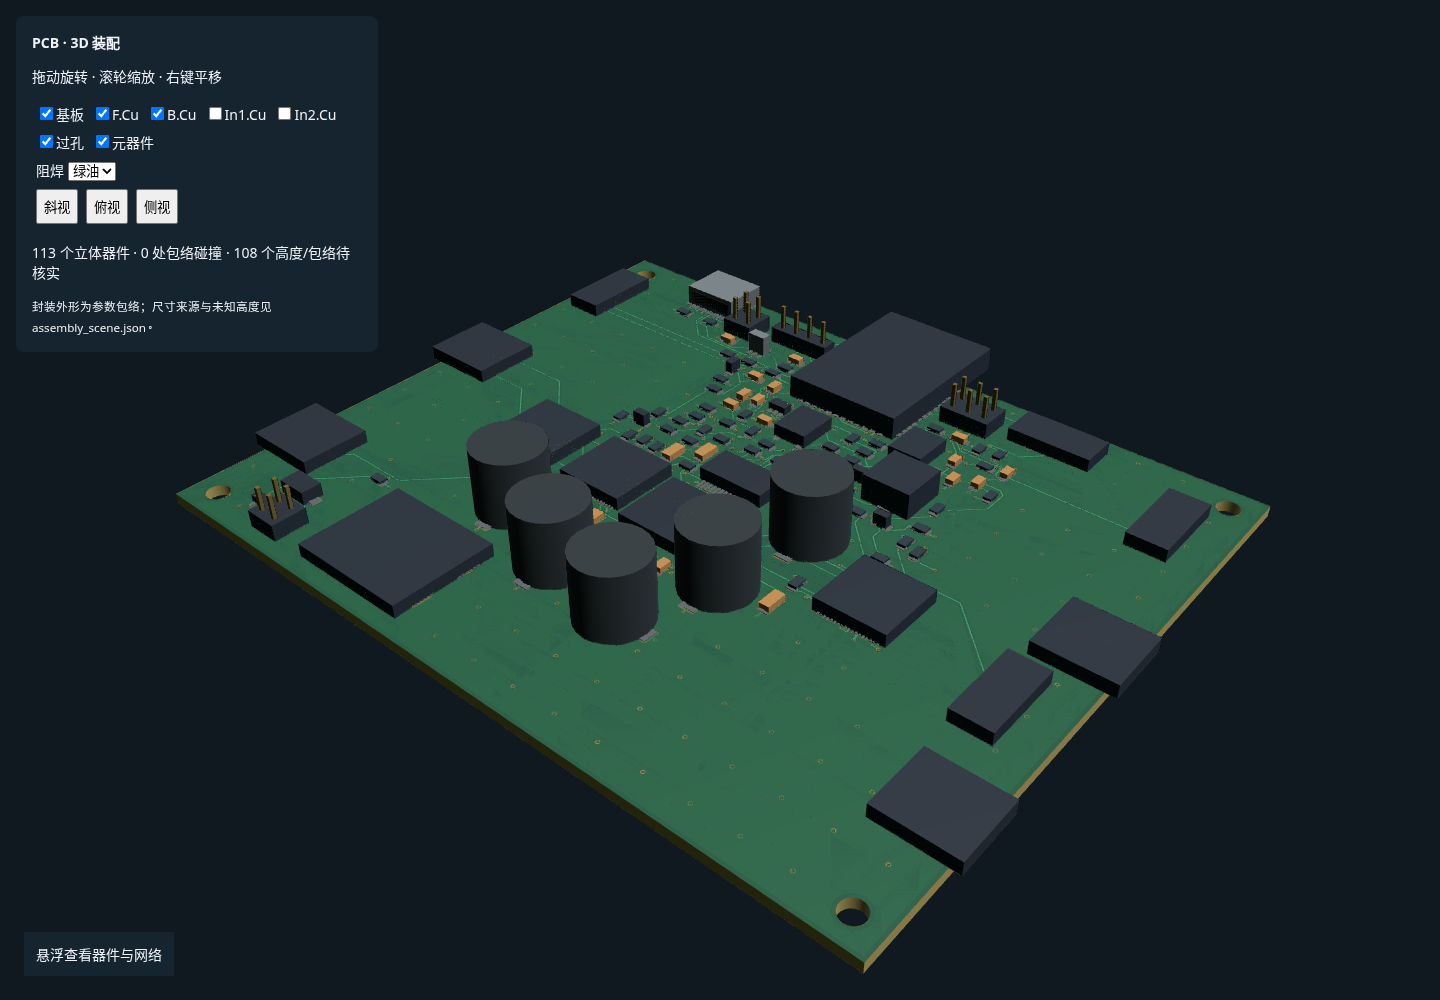 PCB · 3D 装配
拖动旋转 · 滚轮缩放 · 右键平移
基板 F.Cu B.Cu In1.Cu In2.Cu
过孔 元器件
阻焊 绿油
斜视 俯视 侧视
113 个立体器件 · 0 处包络碰撞 · 108 个高度/包络待
核实
封装外形为参数包络；尺寸来源与未知高度见
assembly_scene.json。
悬浮查看器件与网络